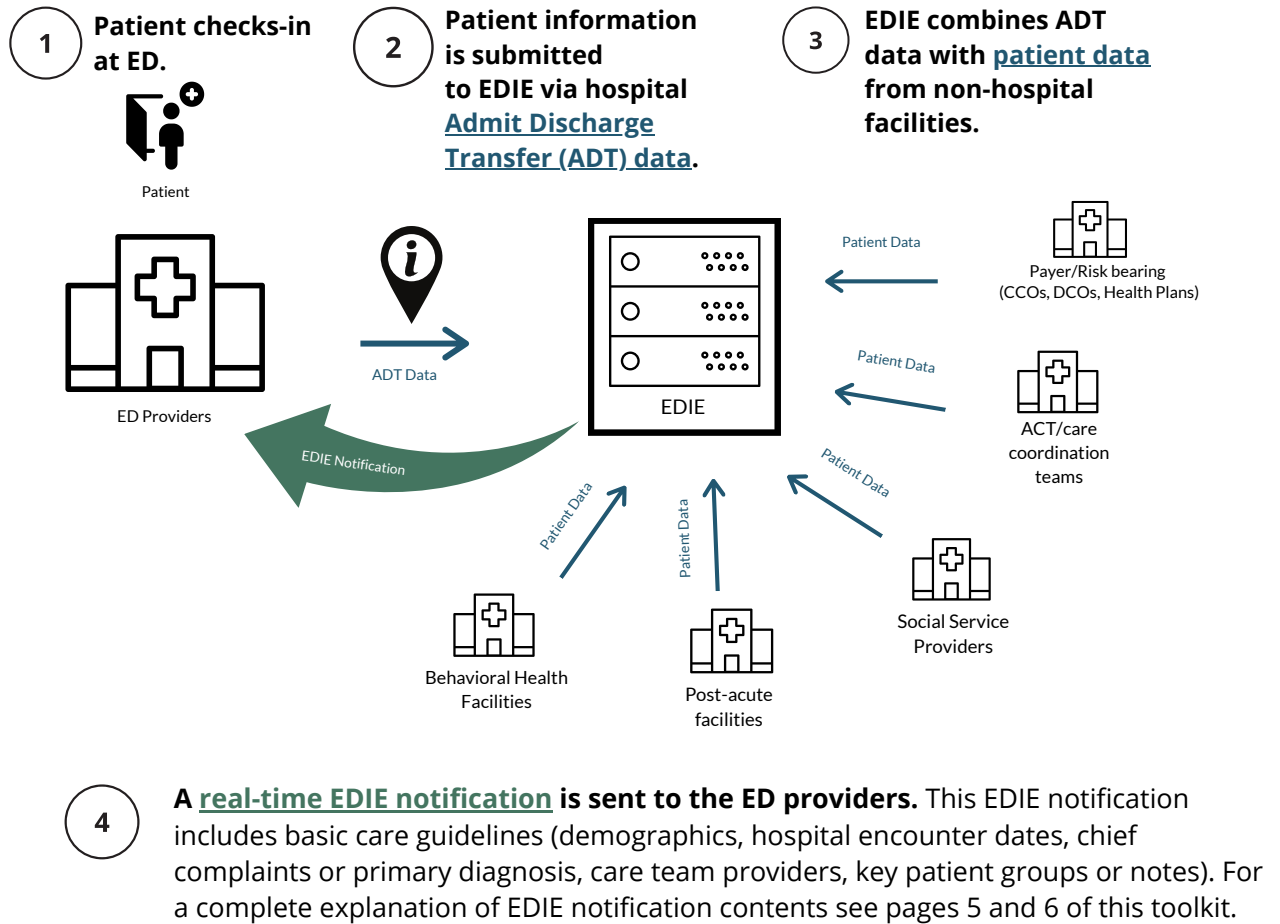 1
Patient checks-in
at ED.
Patient
2
Patient information
is submitted
to EDIE via hospital
Admit Discharge
Transfer (ADT) data.
3
EDIE combines ADT
data with patient data
from non-hospital
facilities.
ED Providers
i
ADT Data
EDIE
EDIE Notification
Patient Data
Payer/Risk bearing
(CCOs, DCOs, Health Plans)
Patient Data
ACT/care
coordination
teams
Patient Data
Social Service
Providers
Patient Data
Post-acute
facilities
Patient Data
Behavioral Health
Facilities
4
A real-time EDIE notification is sent to the ED providers. This EDIE notification
includes basic care guidelines (demographics, hospital encounter dates, chief
complaints or primary diagnosis, care team providers, key patient groups or notes). For
a complete explanation of EDIE notification contents see pages 5 and 6 of this toolkit.